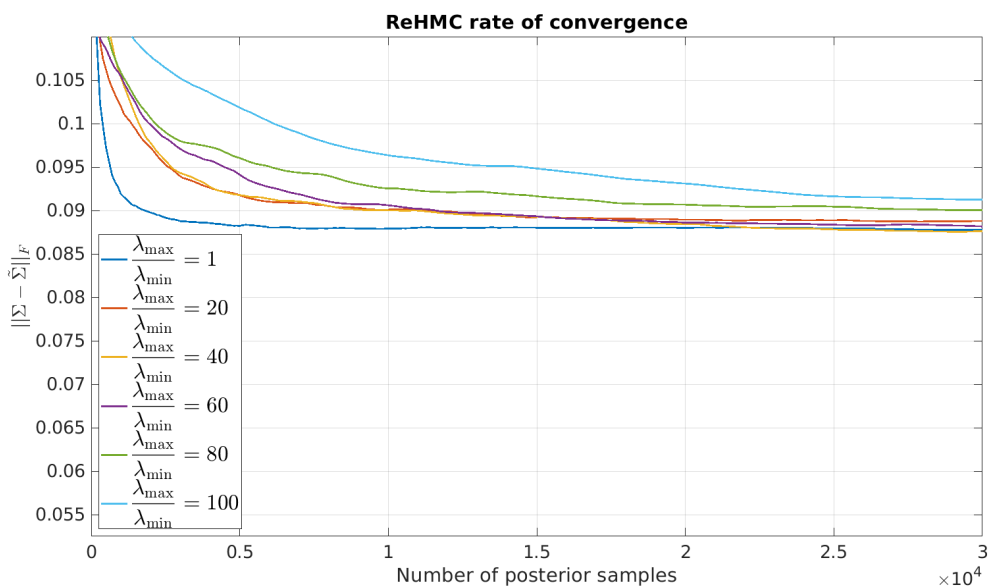 ReHMC rate of convergence
||Σ − Σ̃||_F
0.105
0.1
0.095
0.09
0.085
0.08
0.075
0.07
0.065
0.06
0.055
λmax/λmin = 1
λmax/λmin = 20
λmax/λmin = 40
λmax/λmin = 60
λmax/λmin = 80
λmax/λmin = 100
0 0.5 1 1.5 2 2.5 3
×10^4
Number of posterior samples